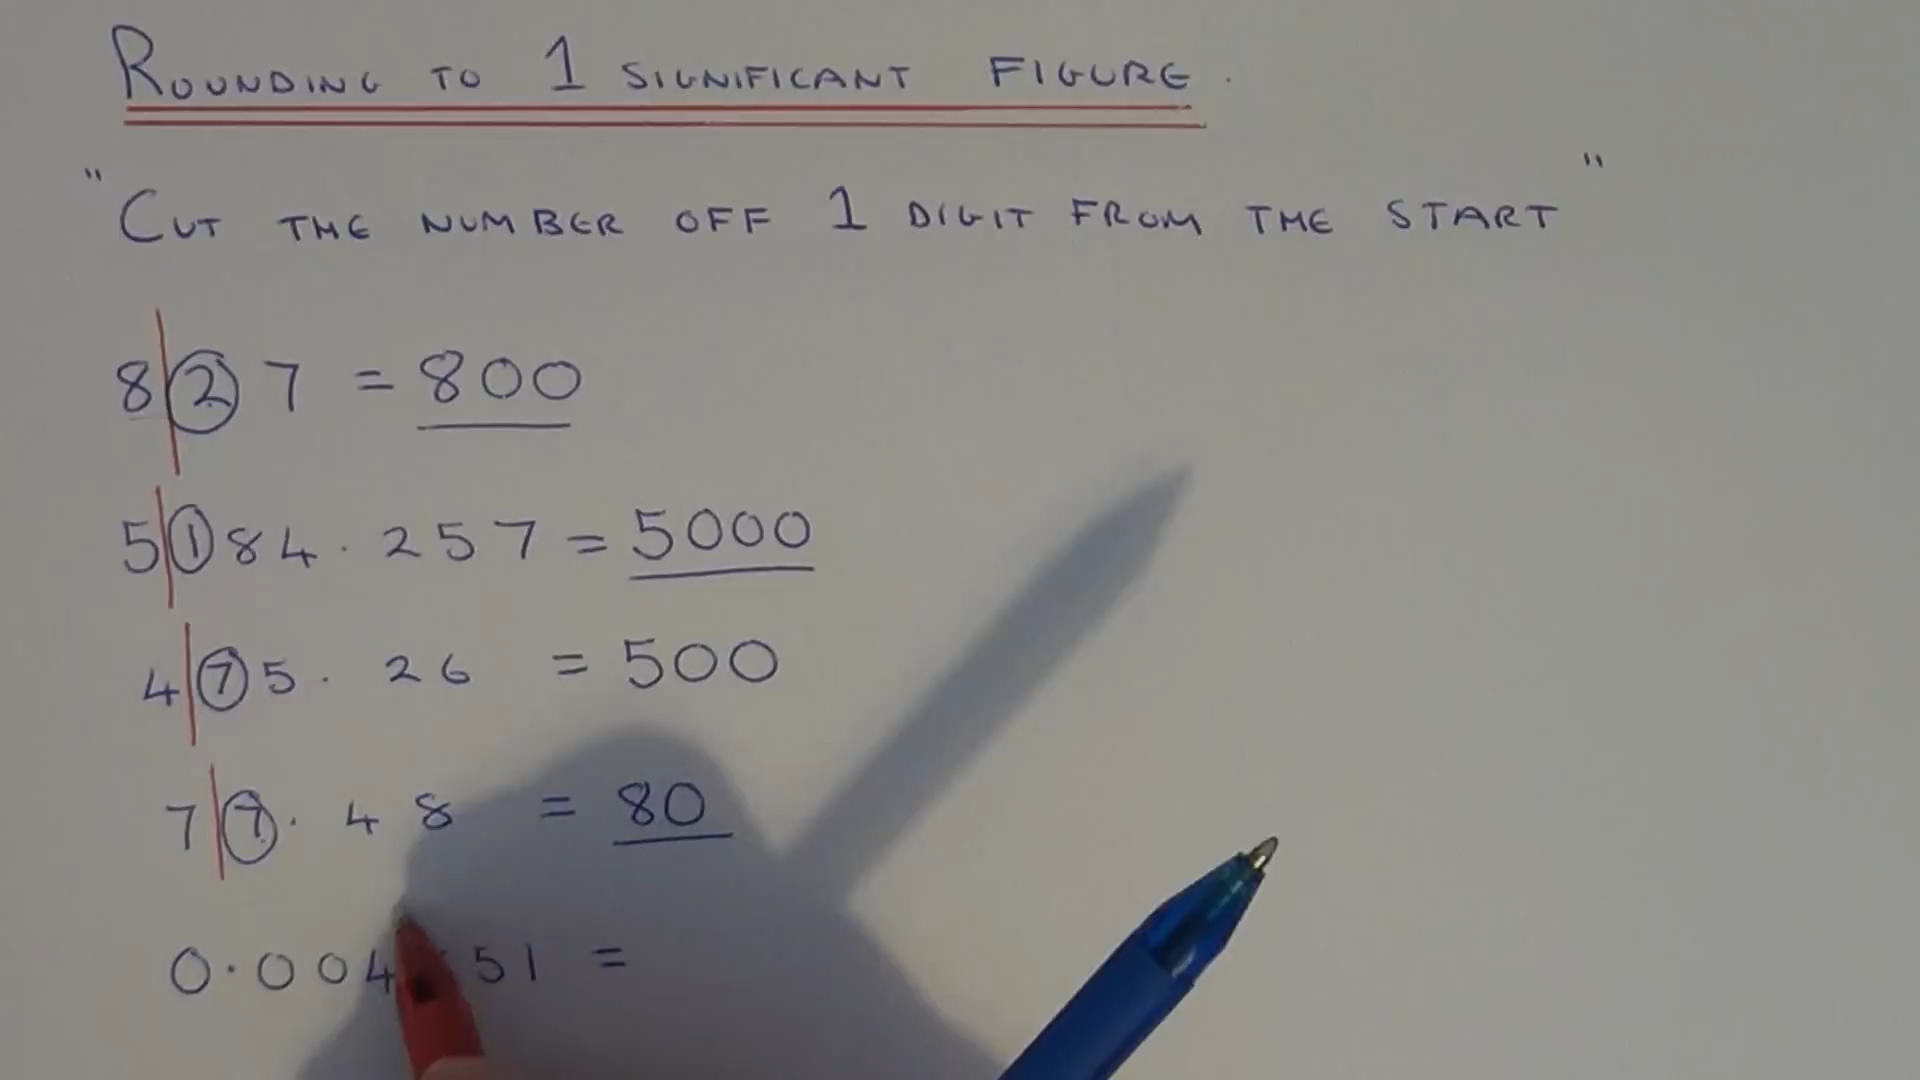 ROUNDING TO 1 SIGNIFICANT FIGURE.
"CUT THE NUMBER OFF 1 DIGIT FROM THE START"
827 = 800
5184.257 = 5000
475.26 = 500
77.48 = 80
0.004 51 =